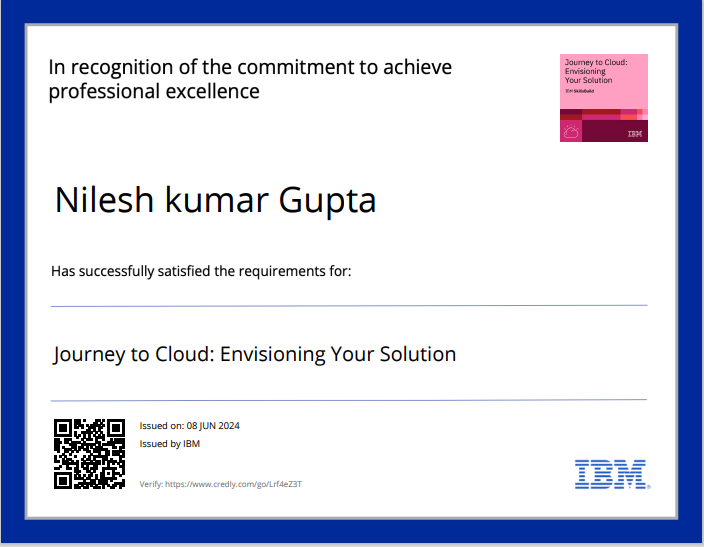 In recognition of the commitment to achieve
professional excellence
Journey to Cloud:
Envisioning
Your Solution
IBM
Nilesh kumar Gupta
Has successfully satisfied the requirements for:
Journey to Cloud: Envisioning Your Solution
Issued on: 08 JUN 2024
Issued by IBM
Verify: https://www.credly.com/go/Lrf4eZ3T
IBM